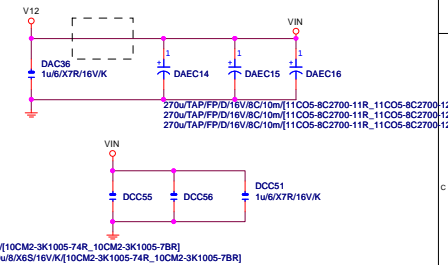 V12
VIN
DAC36
1u/6/X7R/16V/K
1
1
1
DAEC14
DAEC15
DAEC16
270u/TAP/FP/D/16V/8C/10m/[11CO5-8C2700-11R_11CO5-8C2700-12
270u/TAP/FP/D/16V/8C/10m/[11CO5-8C2700-11R_11CO5-8C2700-12
270u/TAP/FP/D/16V/8C/10m/[11CO5-8C2700-11R_11CO5-8C2700-12
VIN
DCC55
DCC56
DCC51
1u/6/X7R/16V/K
C
/[10CM2-3K1005-74R_10CM2-3K1005-7BR]
u/8/X6S/16V/K/[10CM2-3K1005-74R_10CM2-3K1005-7BR]